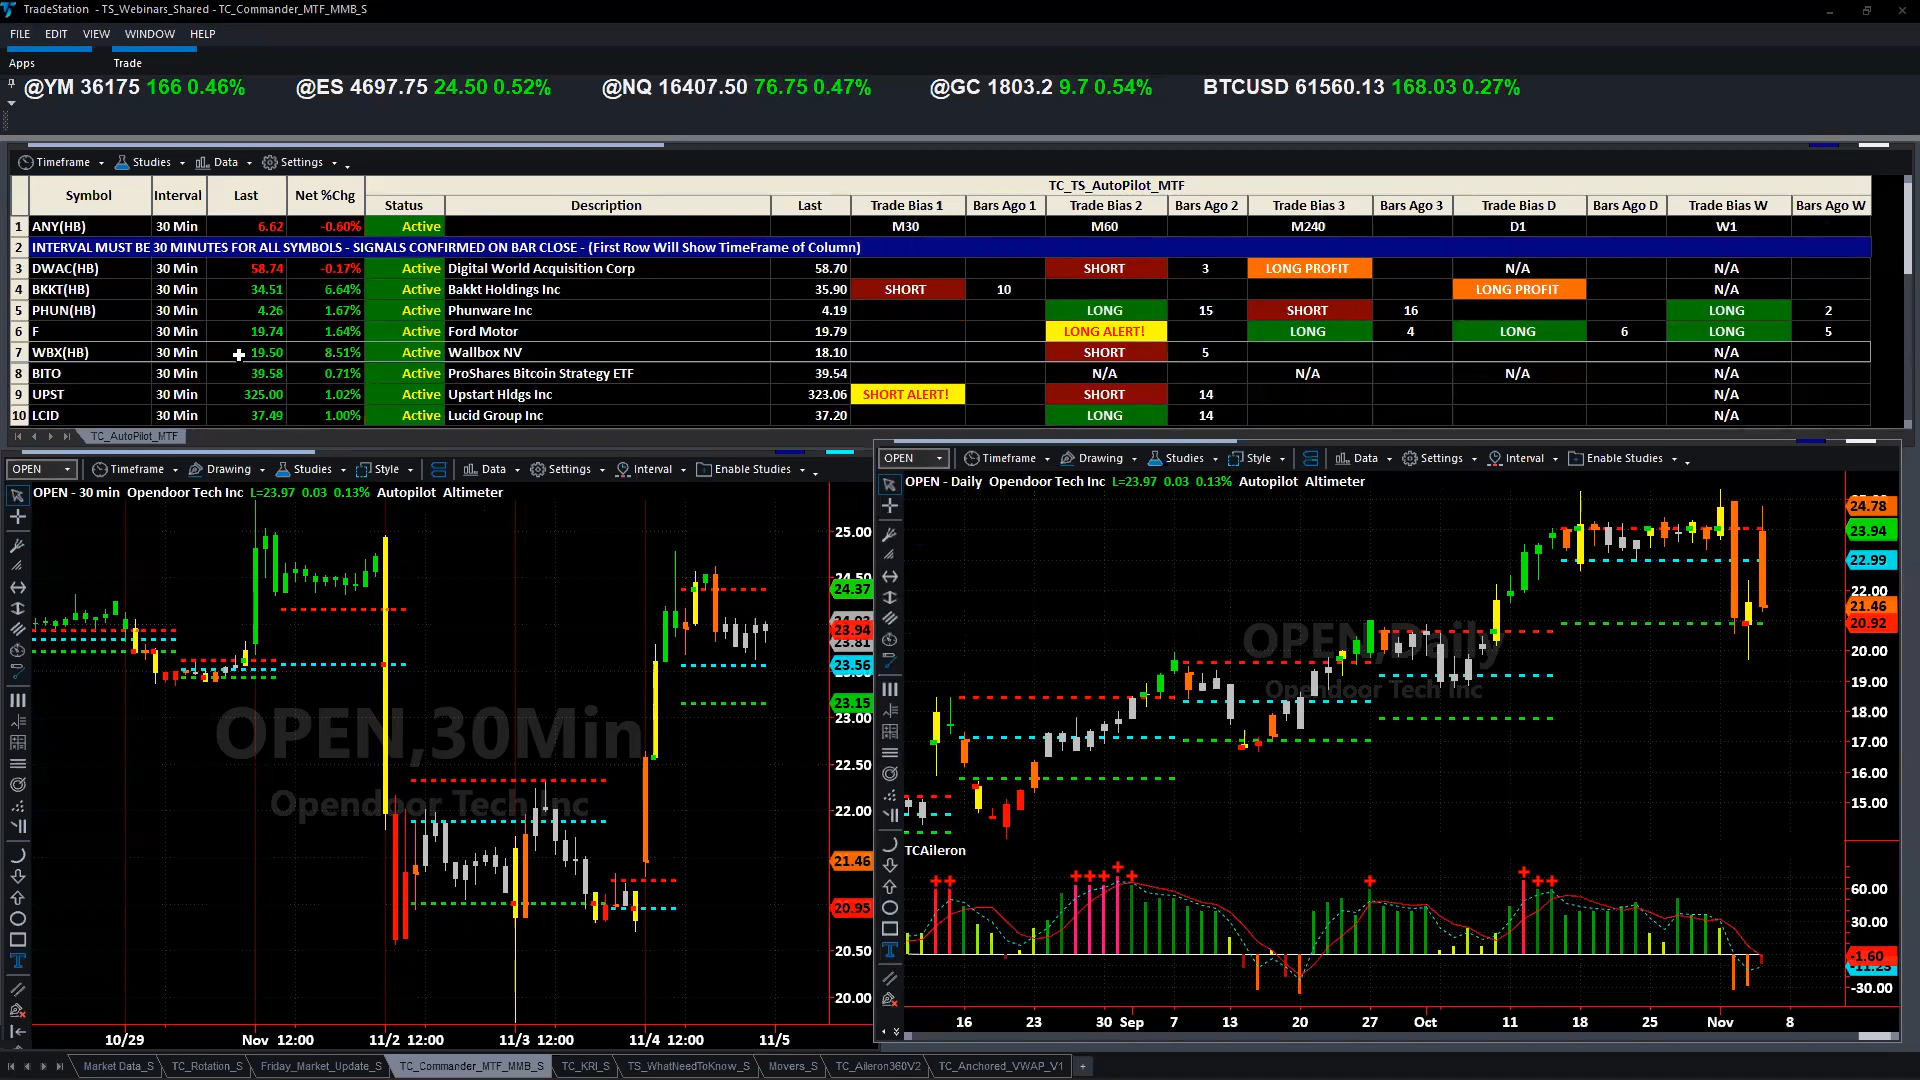 TradeStation - TS_Webinars_Shared - TC_Commander_MTF_MMB_S
FILE EDIT VIEW WINDOW HELP
Apps Trade
@YM 36175 166 0.46% @ES 4697.75 24.50 0.52% @NQ 16407.50 76.75 0.47% @GC 1803.2 9.7 0.54% BTCUSD 61560.13 168.03 0.27%
Timeframe Studies Data Settings
TC_TS_AutoPilot_MTF
Symbol Interval Last Net %Chg Status Description Last Trade Bias 1 Bars Ago 1 Trade Bias 2 Bars Ago 2 Trade Bias 3 Bars Ago 3 Trade Bias D Bars Ago D Trade Bias W Bars Ago W
1 ANY(HB) 30 Min 6.62 -0.60% Active M30 M60 M240 D1 W1
2 INTERVAL MUST BE 30 MINUTES FOR ALL SYMBOLS - SIGNALS CONFIRMED ON BAR CLOSE - (First Row Will Show TimeFrame of Column)
3 DWAC(HB) 30 Min 58.74 -0.17% Active Digital World Acquisition Corp 58.70 SHORT 3 LONG PROFIT N/A N/A
4 BKKT(HB) 30 Min 34.51 6.64% Active Bakkt Holdings Inc 35.90 SHORT 10 LONG PROFIT N/A
5 PHUN(HB) 30 Min 4.26 1.67% Active Phunware Inc 4.19 LONG 15 SHORT 16 LONG 2
6 F 30 Min 19.74 1.64% Active Ford Motor 19.79 LONG ALERT! LONG 4 LONG 6 LONG 5
7 WBX(HB) 30 Min 19.50 8.51% Active Wallbox NV 18.10 SHORT 5 N/A
8 BITO 30 Min 39.58 0.71% Active ProShares Bitcoin Strategy ETF 39.54 N/A N/A N/A N/A
9 UPST 30 Min 325.00 1.02% Active Upstart Hldgs Inc 323.06 SHORT ALERT! SHORT 14 N/A
10 LCID 30 Min 37.49 1.00% Active Lucid Group Inc 37.20 LONG 14 N/A
TC_AutoPilot_MTF
OPEN Timeframe Drawing Studies Style Data Settings Interval Enable Studies
OPEN - 30 min Opendoor Tech Inc L=23.97 0.03 0.13% Autopilot Altimeter
25.00
24.37
23.94
23.81
23.56
23.15
23.00
22.50
22.00
21.46
20.95
20.50
20.00
OPEN,30Min
Opendoor Tech Inc
10/29 Nov 12:00 11/2 12:00 11/3 12:00 11/4 12:00 11/5
OPEN Timeframe Drawing Studies Style Data Settings Interval Enable Studies
OPEN - Daily Opendoor Tech Inc L=23.97 0.03 0.13% Autopilot Altimeter
24.78
23.94
22.99
22.00
21.46
20.92
20.00
19.00
18.00
17.00
16.00
15.00
OPEN,Daily
Opendoor Tech Inc
TCAileron
60.00
30.00
-1.60
-11.25
-30.00
16 23 30 Sep 7 13 20 27 Oct 11 18 25 Nov 8
Market Data_S TC_Rotation_S Friday_Market_Update_S TC_Commander_MTF_MMB_S TC_KRI_S TS_WhatNeedToKnow_S Movers_S TC_Aileron360V2 TC_Anchored_VWAP_V1 +